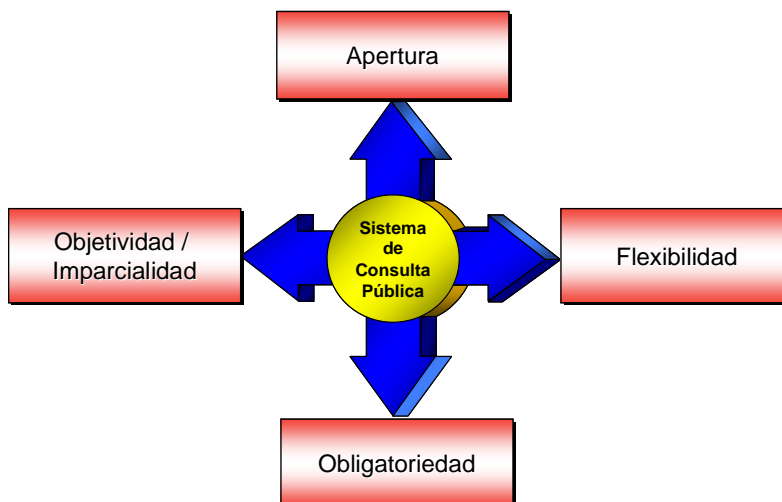 Apertura
Objetividad /
Imparcialidad
Sistema
de
Consulta
Pública
Flexibilidad
Obligatoriedad